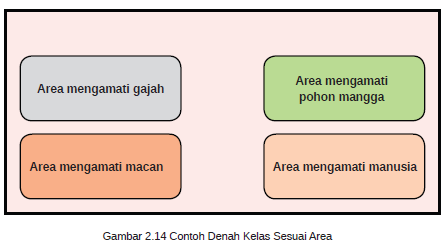 Area mengamati gajah
Area mengamati
pohon mangga
Area mengamati macan
Area mengamati manusia
Gambar 2.14 Contoh Denah Kelas Sesuai Area